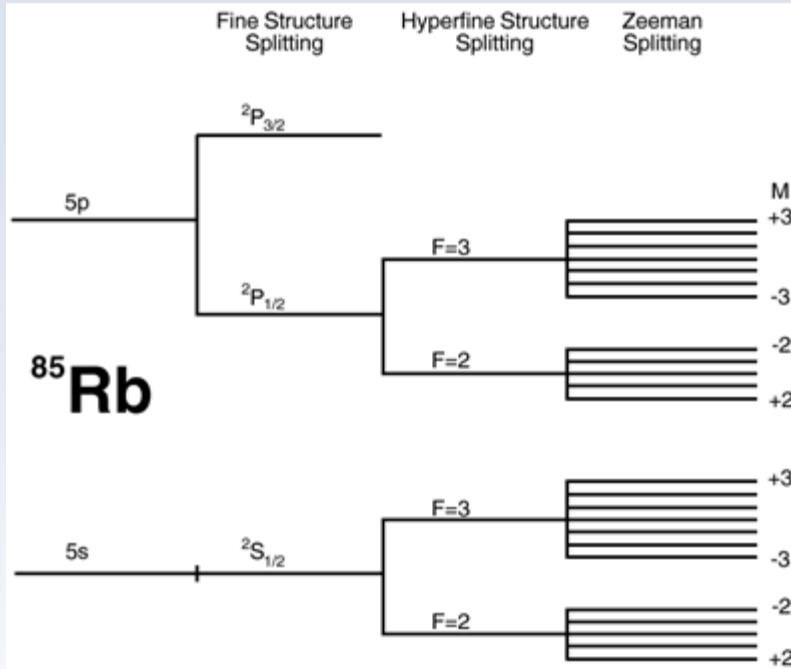 Fine Structure Splitting
Hyperfine Structure Splitting
Zeeman Splitting
²P₃/₂
M
5p
+3
F=3
²P₁/₂
-3
-2
F=2
⁸⁵Rb
+2
+3
F=3
5s
²S₁/₂
-3
-2
F=2
+2